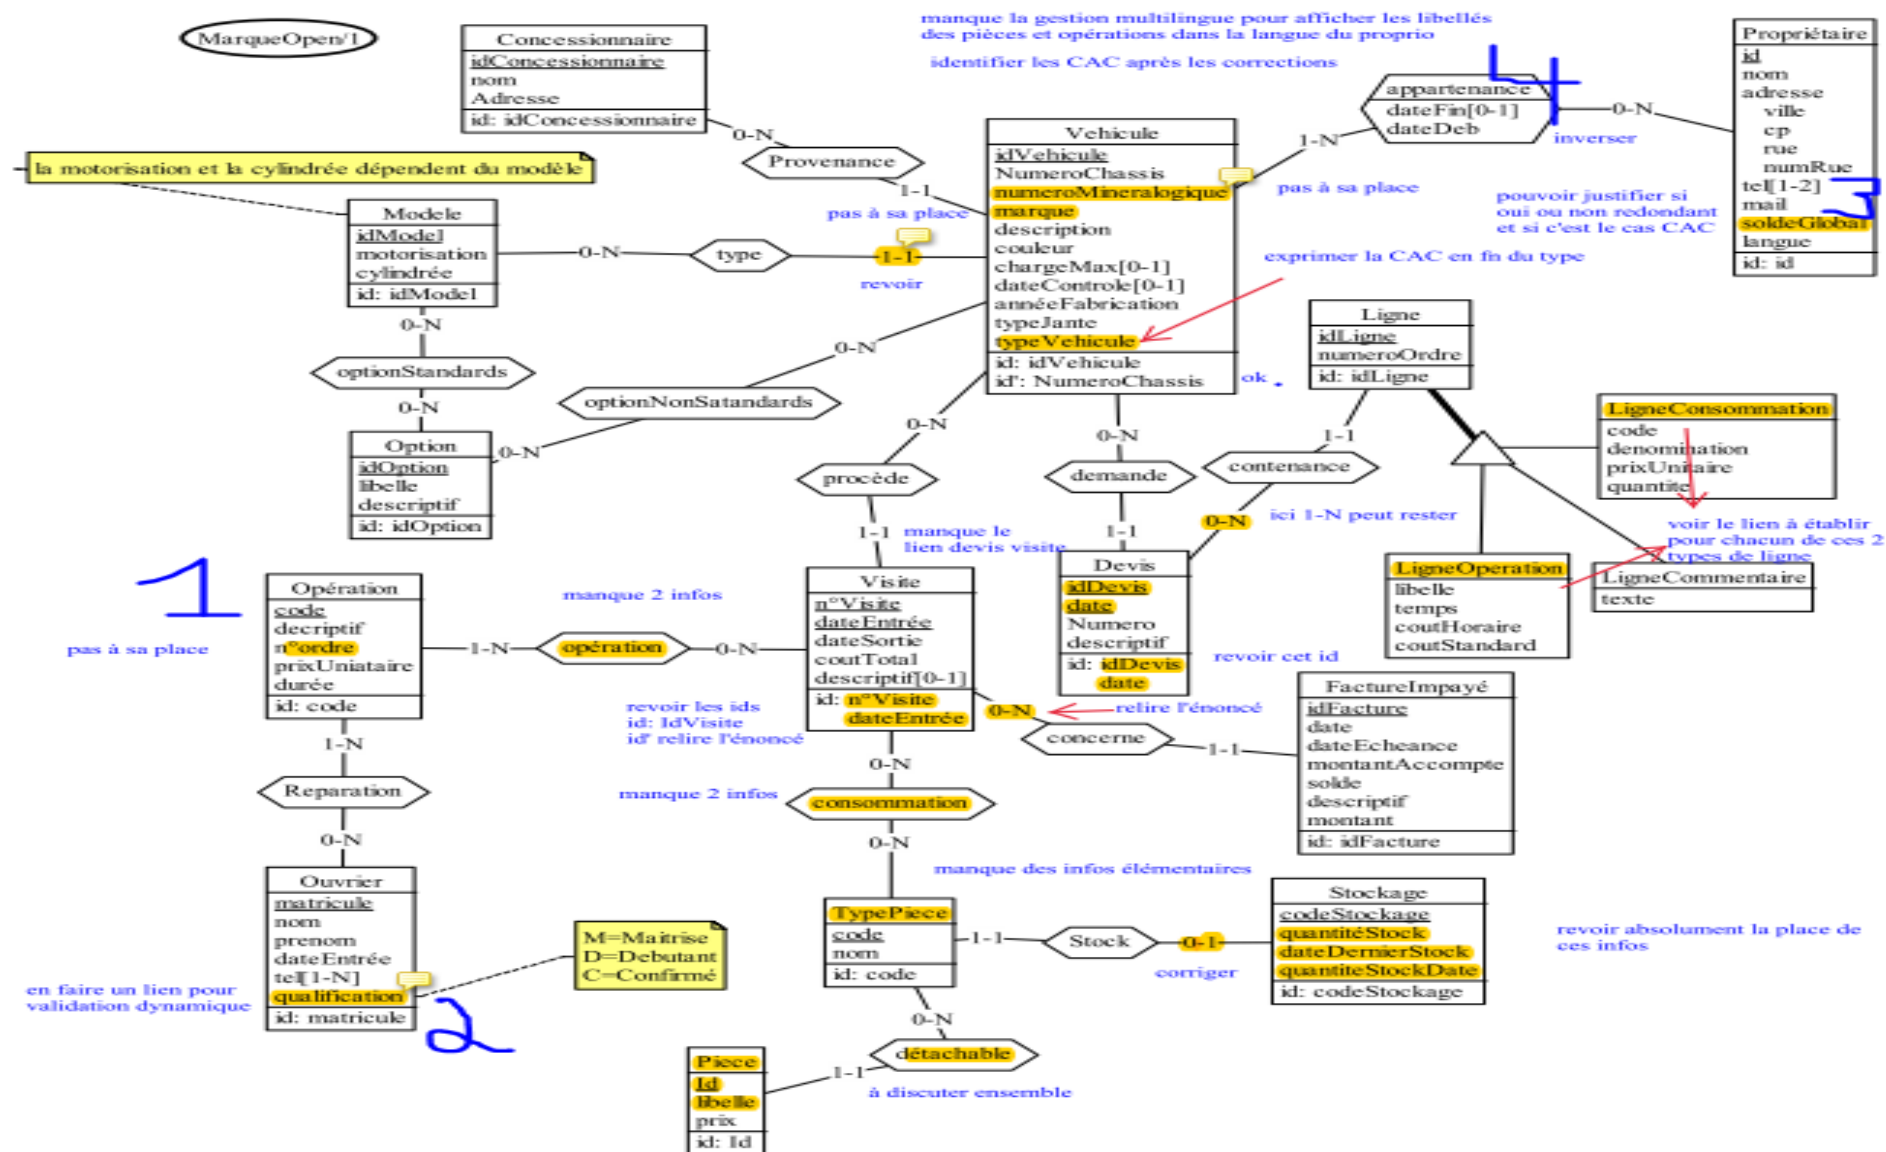 MarqueOpen/1
Concessionnaire
idConcessionnaire
nom
Adresse
id: idConcessionnaire
manque la gestion multilingue pour afficher les libellés
des pièces et opérations dans la langue du proprio
identifier les CAC après les corrections
4
appartenance
dateFin[0-1]
dateDeb
0-N
inverser
1-N
Propriétaire
id
nom
adresse
ville
cp
rue
numRue
tel[1-2]
mail
soldeGlobal
langue
id: id
3
pouvoir justifier si
oui ou non redondant
et si c'est le cas CAC
0-N
Provenance
1-1
la motorisation et la cylindrée dépendent du modèle
Vehicule
idVehicule
NumeroChassis
numeroMineralogique
marque
description
couleur
chargeMax[0-1]
dateControle[0-1]
annéeFabrication
typeJante
typeVehicule
id: idVehicule
id': NumeroChassis
ok
pas à sa place
pas à sa place
exprimer la CAC en fn du type
Modele
idModel
motorisation
cylindrée
id: idModel
0-N
type
1-1
revoir
0-N
optionStandards
0-N
0-N
optionNonSatandards
0-N
Option
idOption
libelle
descriptif
id: idOption
Ligne
idLigne
numeroOrdre
id: idLigne
LigneConsommation
code
denomination
prixUnitaire
quantite
voir le lien à établir
pour chacun de ces 2
types de ligne
LigneOperation
libelle
temps
coutHoraire
coutStandard
LigneCommentaire
texte
0-N
procède
1-1
0-N
demande
1-1
1-1
contenance
0-N
ici 1-N peut rester
manque le
lien devis visite
Devis
idDevis
date
Numero
descriptif
id: idDevis
date
revoir cet id
1
pas à sa place
Opération
code
decriptif
n°ordre
prixUniataire
durée
id: code
manque 2 infos
1-N
opération
0-N
Visite
n°Visite
dateEntrée
dateSortie
coutTotal
descriptif[0-1]
id: n°Visite
dateEntrée
revoir les ids
id: IdVisite
id' relire l'énoncé
0-N
relire l'énoncé
concerne
1-1
FactureImpayé
idFacture
date
dateEcheance
montantAccompte
solde
descriptif
montant
id: idFacture
1-N
Reparation
0-N
0-N
manque 2 infos
consommation
0-N
Ouvrier
matricule
nom
prenom
dateEntrée
tel[1-N]
qualification
id: matricule
en faire un lien pour
validation dynamique
2
M=Maitrise
D=Debutant
C=Confirmé
manque des infos élémentaires
TypePiece
code
nom
id: code
1-1
Stock
0-1
corriger
Stockage
codeStockage
quantitéStock
dateDernierStock
quantiteStockDate
id: codeStockage
revoir absolument la place de
ces infos
0-N
détachable
1-1
à discuter ensemble
Piece
Id
libelle
prix
id: Id